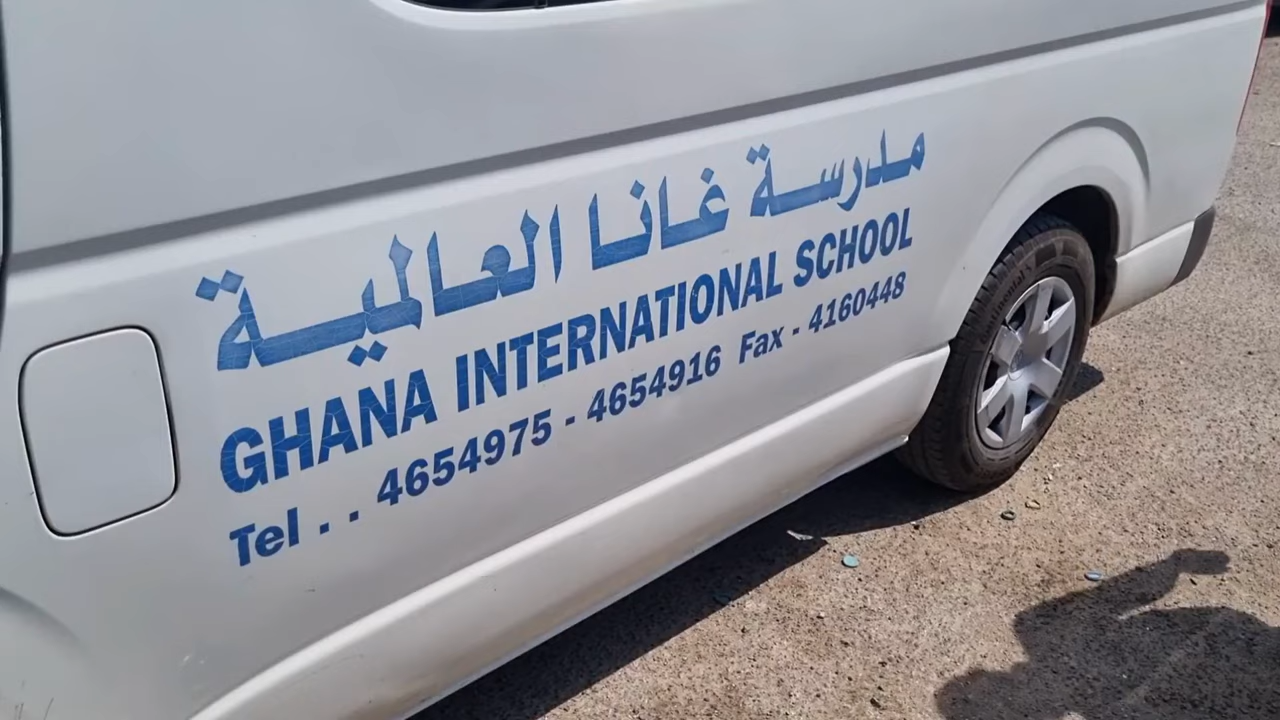 مدرسة غانا العالمية
GHANA INTERNATIONAL SCHOOL
Tel . . 4654975 - 4654916 Fax - 4160448